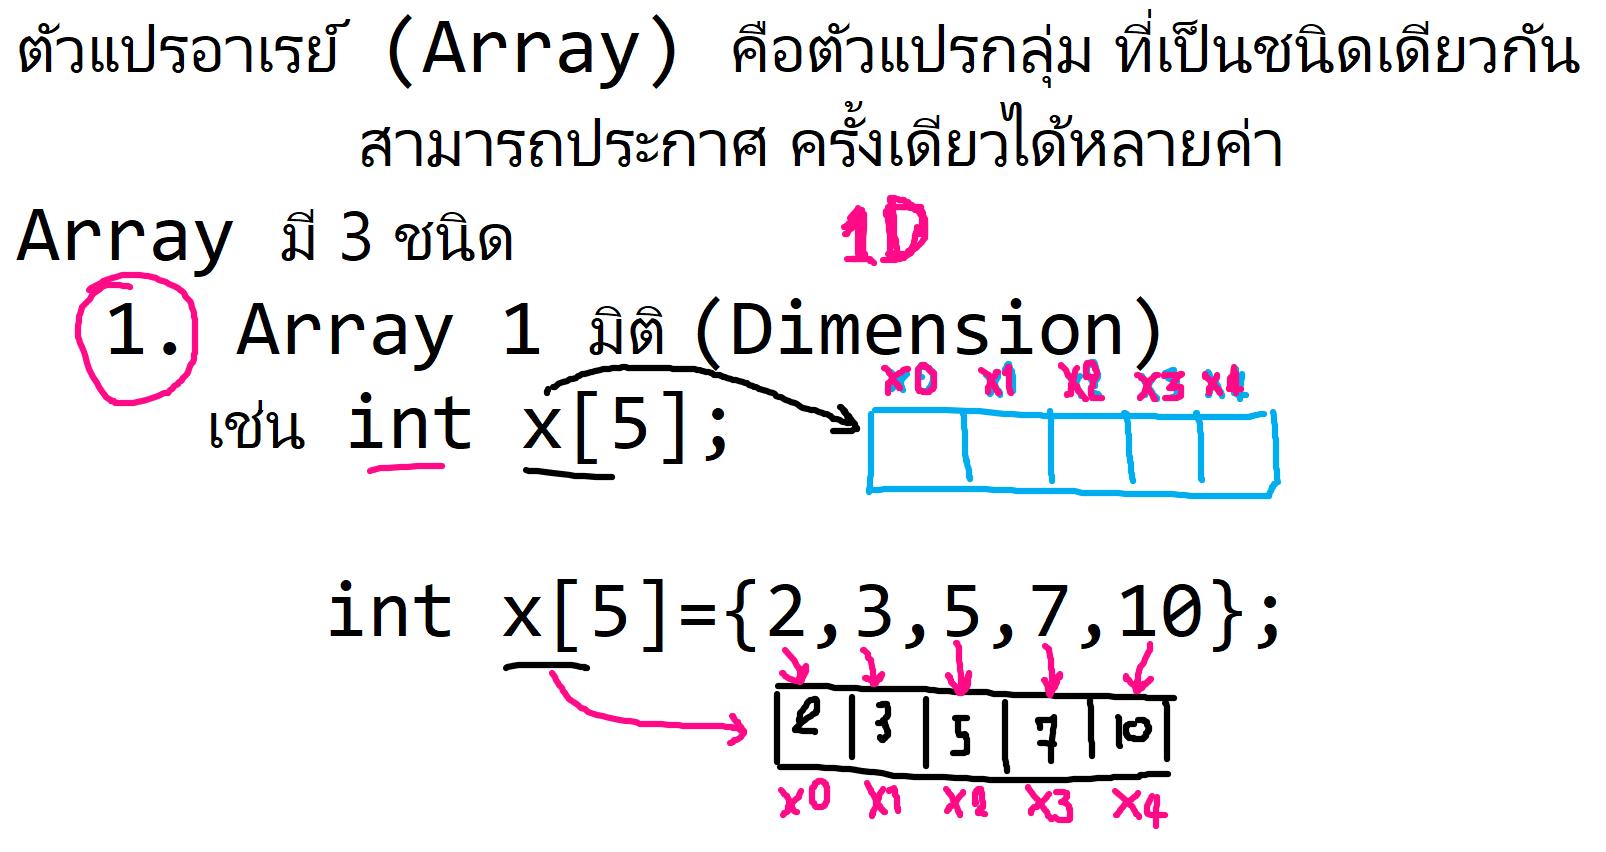 ตัวแปรอาเรย์ (Array) คือตัวแปรกลุ่ม ที่เป็นชนิดเดียวกัน
สามารถประกาศ ครั้งเดียวได้หลายค่า
Array มี 3 ชนิด
1D
1. Array 1 มิติ (Dimension)
x0 x1 x2 x3 x4
เช่น int x[5];
int x[5]={2,3,5,7,10};
2 3 5 7 10
x0 x1 x2 x3 x4